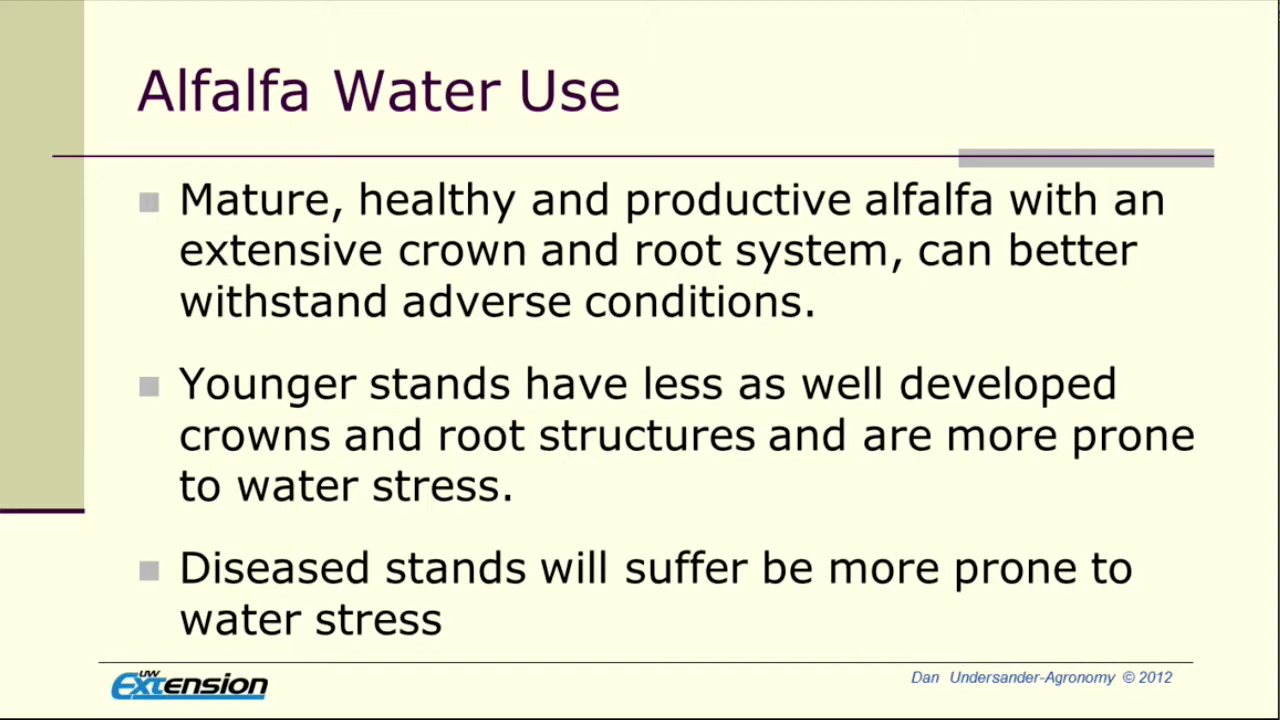 Alfalfa Water Use
Mature, healthy and productive alfalfa with an
extensive crown and root system, can better
withstand adverse conditions.
Younger stands have less as well developed
crowns and root structures and are more prone
to water stress.
Diseased stands will suffer be more prone to
water stress
UW
Extension
Dan Undersander-Agronomy © 2012